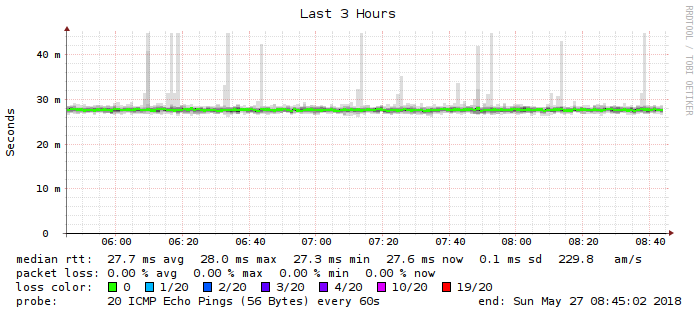 Last 3 Hours
RRDTOOL / TOBI OETIKER
Seconds
40 m
30 m
20 m
10 m
0
06:00 06:20 06:40 07:00 07:20 07:40 08:00 08:20 08:40
median rtt: 27.7 ms avg 28.0 ms max 27.3 ms min 27.6 ms now 0.1 ms sd 229.8 am/s
packet loss: 0.00 % avg 0.00 % max 0.00 % min 0.00 % now
loss color: 0 1/20 2/20 3/20 4/20 10/20 19/20
probe: 20 ICMP Echo Pings (56 Bytes) every 60s end: Sun May 27 08:45:02 2018